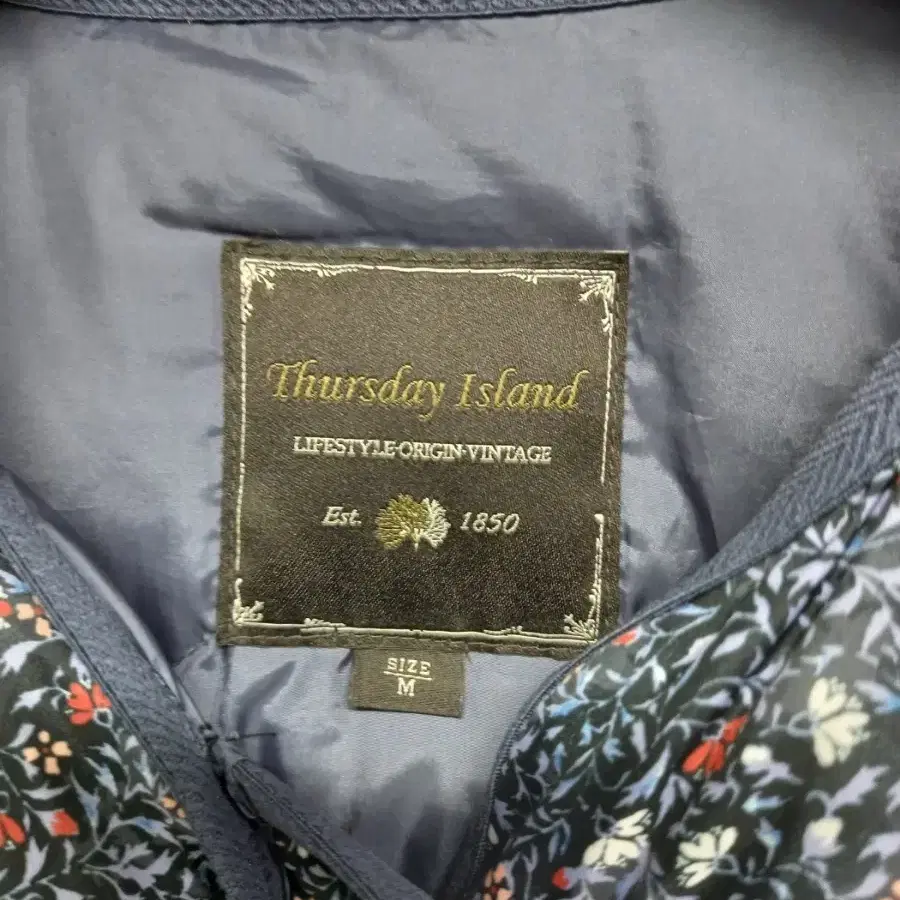 Thursday Island
LIFESTYLE·ORIGIN·VINTAGE
Est. 1850
SIZE
M